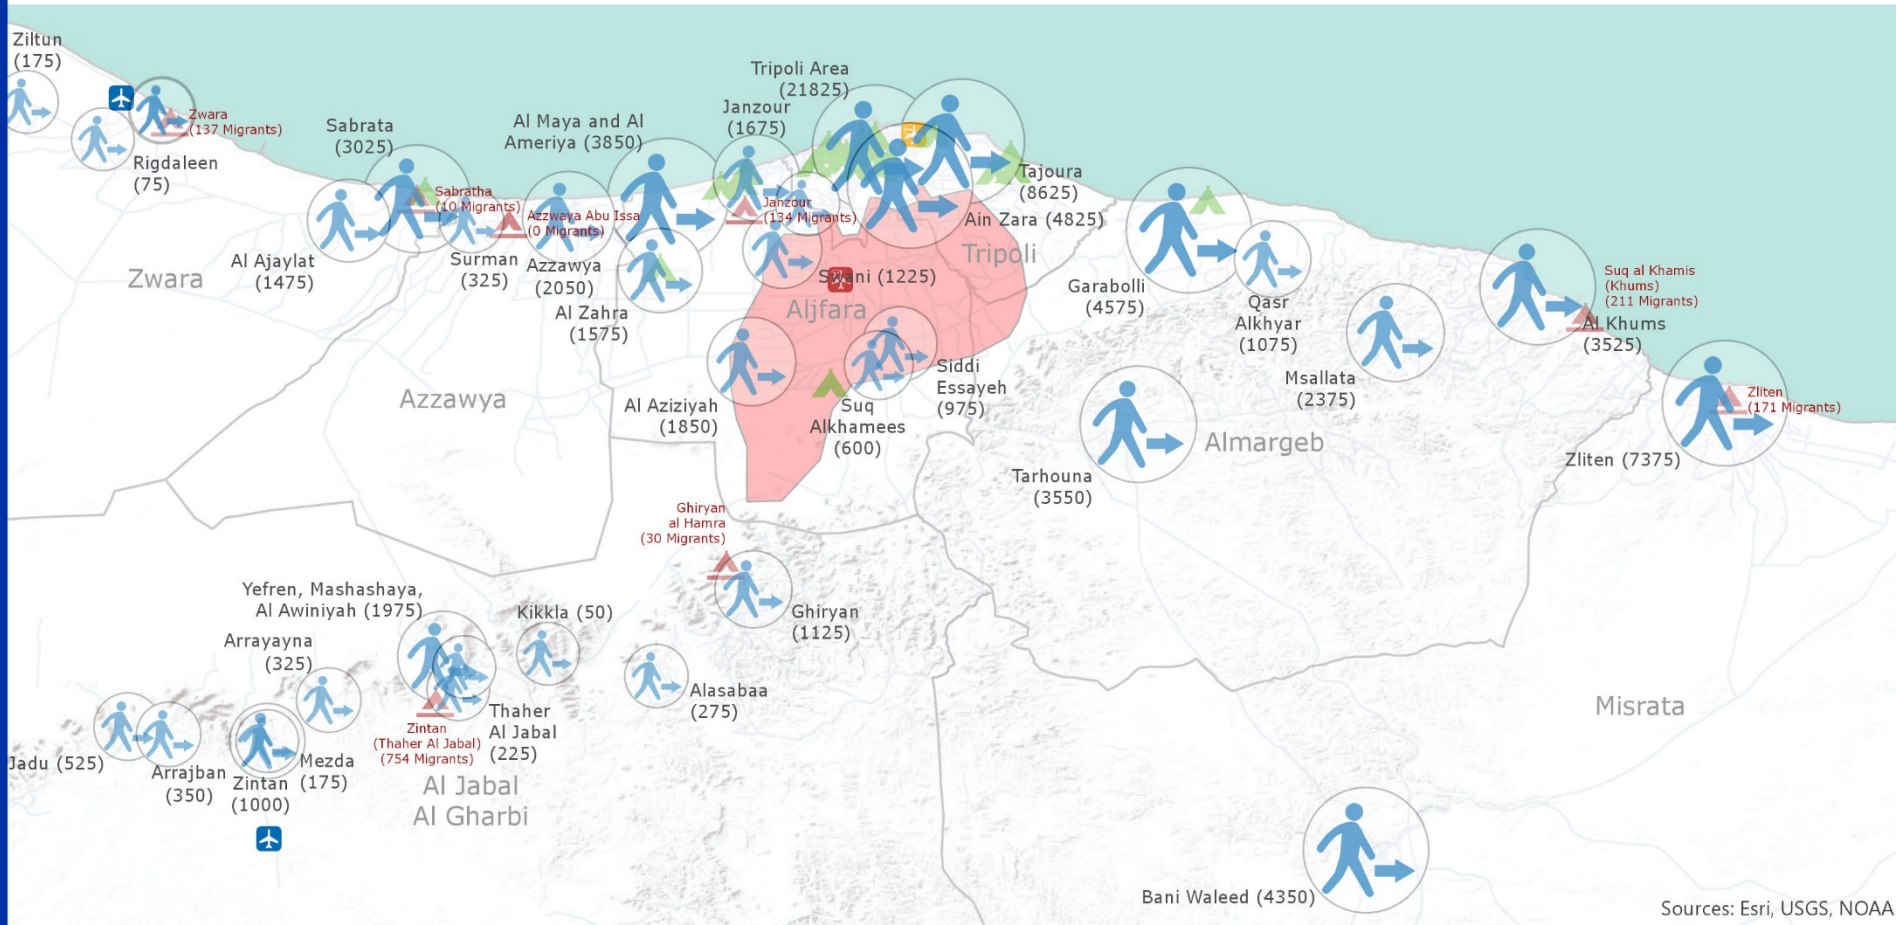 Ziltun
(175)
Zwara
(137 Migrants)
Rigdaleen
(75)
Sabrata
(3025)
Al Maya and Al
Ameriya (3850)
Tripoli Area
(21825)
Janzour
(1675)
Tajoura
(8625)
Ain Zara (4825)
Sabratha
(10 Migrants)
Azzwaya Abu Issa
(0 Migrants)
Janzour
(134 Migrants)
Al Ajaylat
(1475)
Surman
(325)
Azzawya
(2050)
Al Zahra
(1575)
Swani (1225)
Zwara
Tripoli
Aljfara
Garabolli
(4575)
Qasr
Alkhyar
(1075)
Suq al Khamis
(Khums)
(211 Migrants)
Al Khums
(3525)
Msallata
(2375)
Siddi
Essayeh
(975)
Al Aziziyah
(1850)
Suq
Alkhamees
(600)
Azzawya
Almargeb
Zliten
(171 Migrants)
Zliten (7375)
Tarhouna
(3550)
Ghiryan
al Hamra
(30 Migrants)
Ghiryan
(1125)
Yefren, Mashashaya,
Al Awiniyah (1975)
Kikkla (50)
Arrayayna
(325)
Alasabaa
(275)
Thaher
Al Jabal
(225)
Zintan
(Thaher Al Jabal)
(754 Migrants)
Jadu (525)
Arrajban
(350)
Zintan
(1000)
Mezda
(175)
Al Jabal
Al Gharbi
Misrata
Bani Waleed (4350)
Sources: Esri, USGS, NOAA